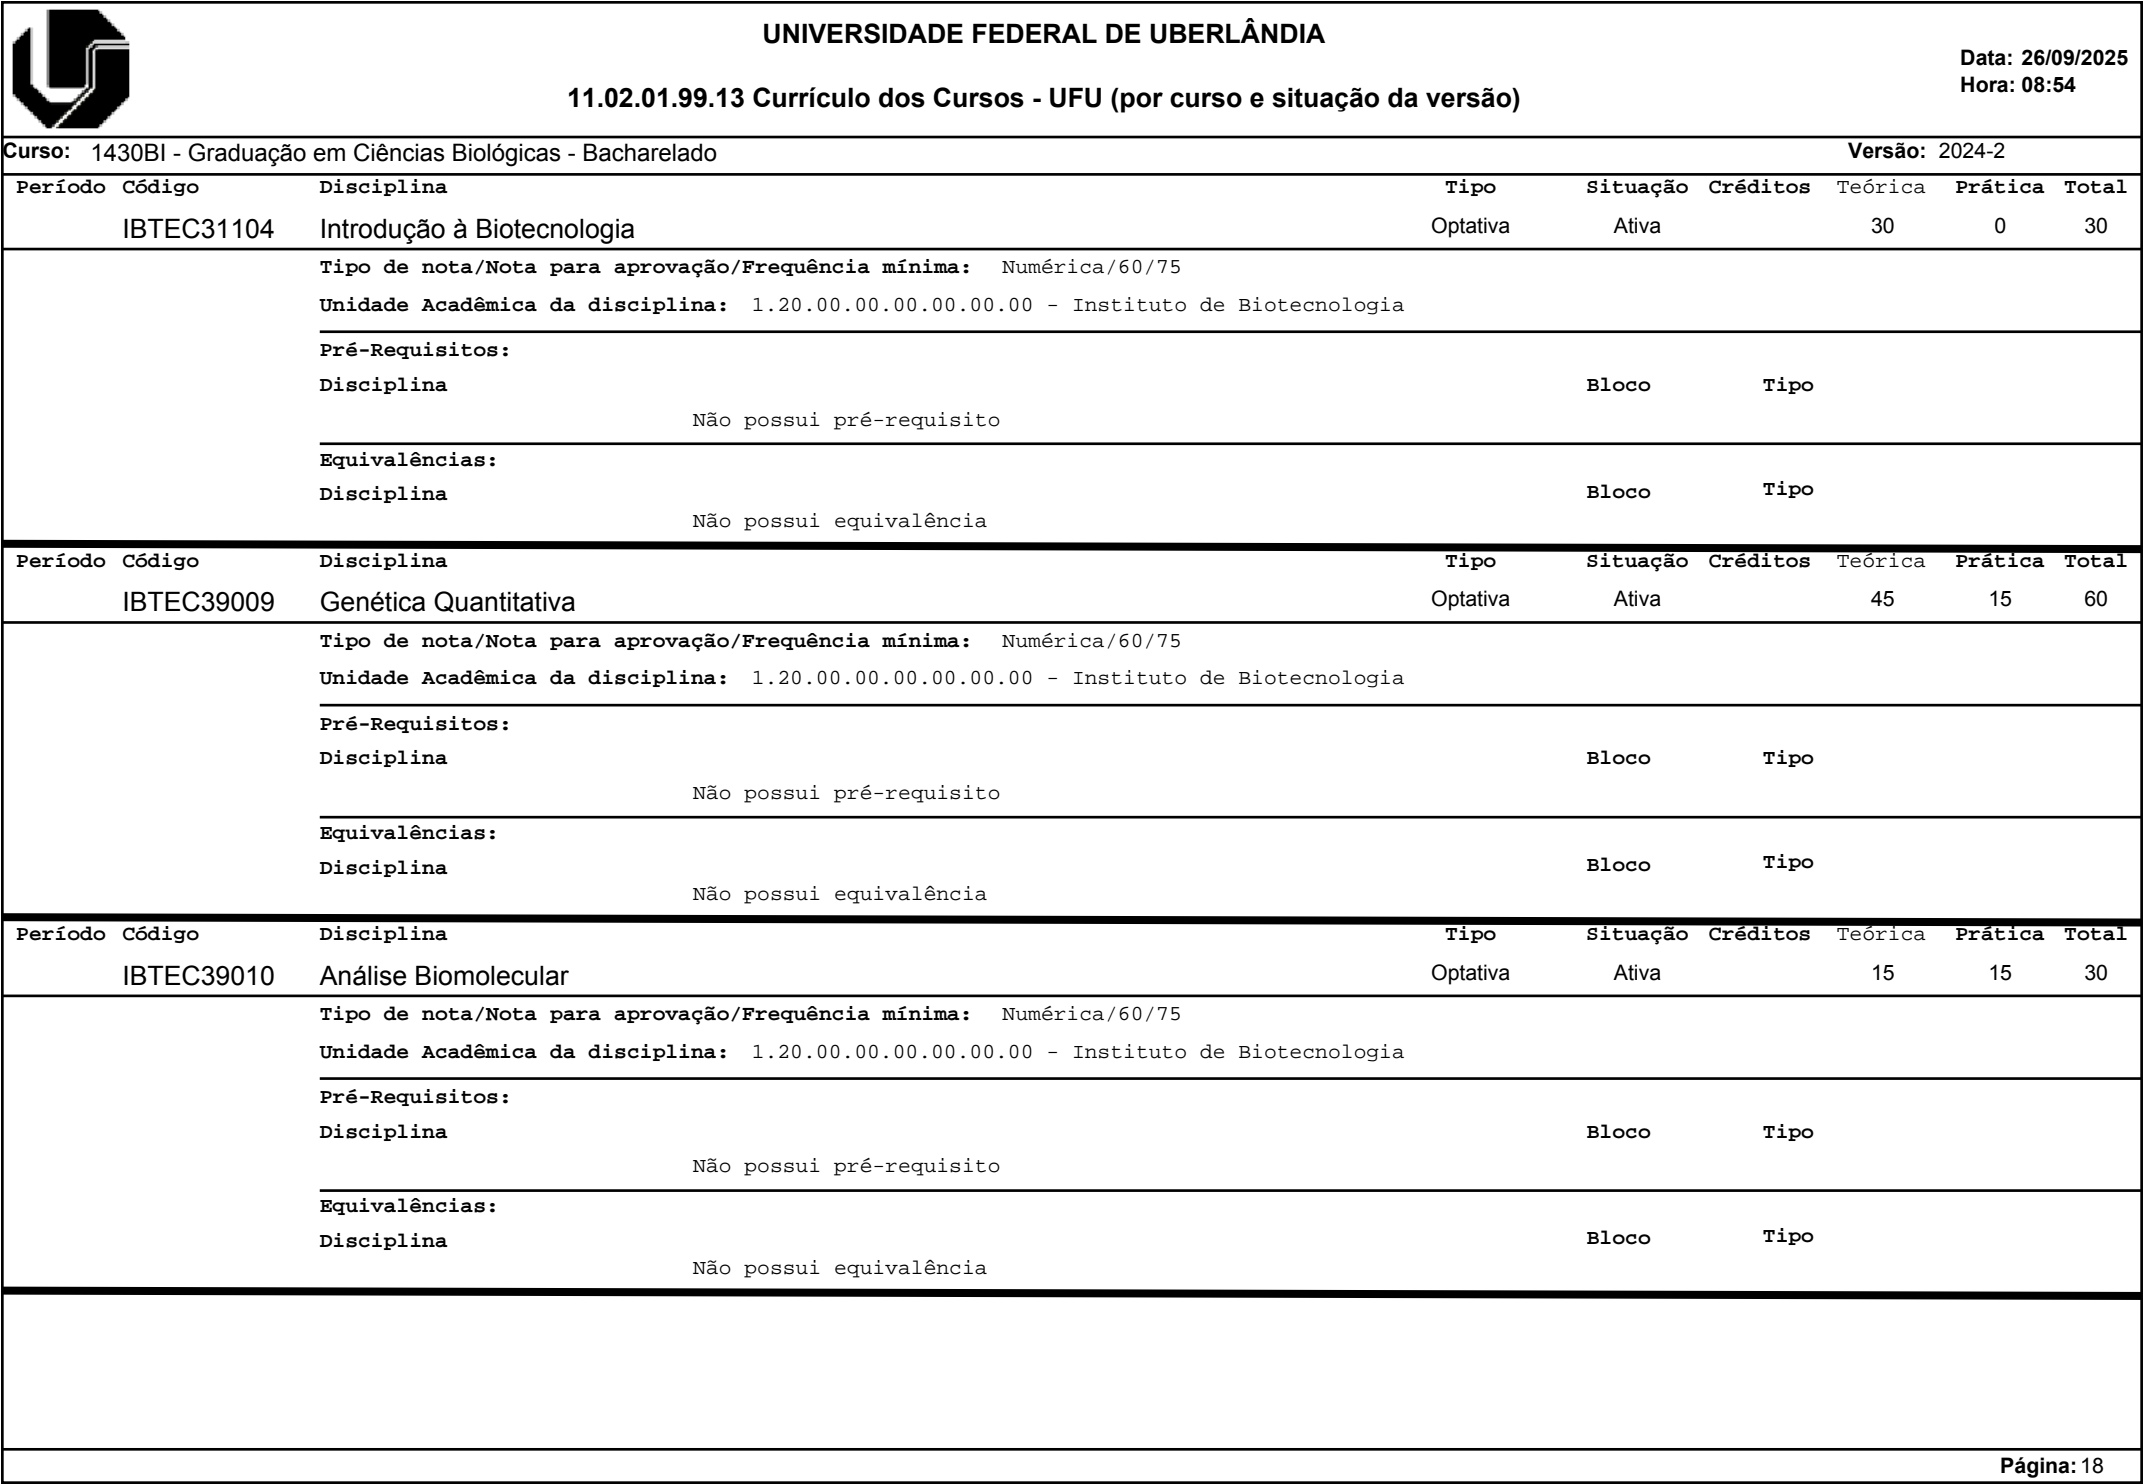 UNIVERSIDADE FEDERAL DE UBERLÂNDIA
Data: 26/09/2025
Hora: 08:54
11.02.01.99.13 Currículo dos Cursos - UFU (por curso e situação da versão)
Curso: 1430BI - Graduação em Ciências Biológicas - Bacharelado Versão: 2024-2
Período Código Disciplina Tipo Situação Créditos Teórica Prática Total
IBTEC31104 Introdução à Biotecnologia Optativa Ativa 30 0 30
Tipo de nota/Nota para aprovação/Frequência mínima: Numérica/60/75
Unidade Acadêmica da disciplina: 1.20.00.00.00.00.00.00 - Instituto de Biotecnologia
Pré-Requisitos:
Disciplina Bloco Tipo
Não possui pré-requisito
Equivalências:
Disciplina Bloco Tipo
Não possui equivalência
Período Código Disciplina Tipo Situação Créditos Teórica Prática Total
IBTEC39009 Genética Quantitativa Optativa Ativa 45 15 60
Tipo de nota/Nota para aprovação/Frequência mínima: Numérica/60/75
Unidade Acadêmica da disciplina: 1.20.00.00.00.00.00.00 - Instituto de Biotecnologia
Pré-Requisitos:
Disciplina Bloco Tipo
Não possui pré-requisito
Equivalências:
Disciplina Bloco Tipo
Não possui equivalência
Período Código Disciplina Tipo Situação Créditos Teórica Prática Total
IBTEC39010 Análise Biomolecular Optativa Ativa 15 15 30
Tipo de nota/Nota para aprovação/Frequência mínima: Numérica/60/75
Unidade Acadêmica da disciplina: 1.20.00.00.00.00.00.00 - Instituto de Biotecnologia
Pré-Requisitos:
Disciplina Bloco Tipo
Não possui pré-requisito
Equivalências:
Disciplina Bloco Tipo
Não possui equivalência
Página: 18